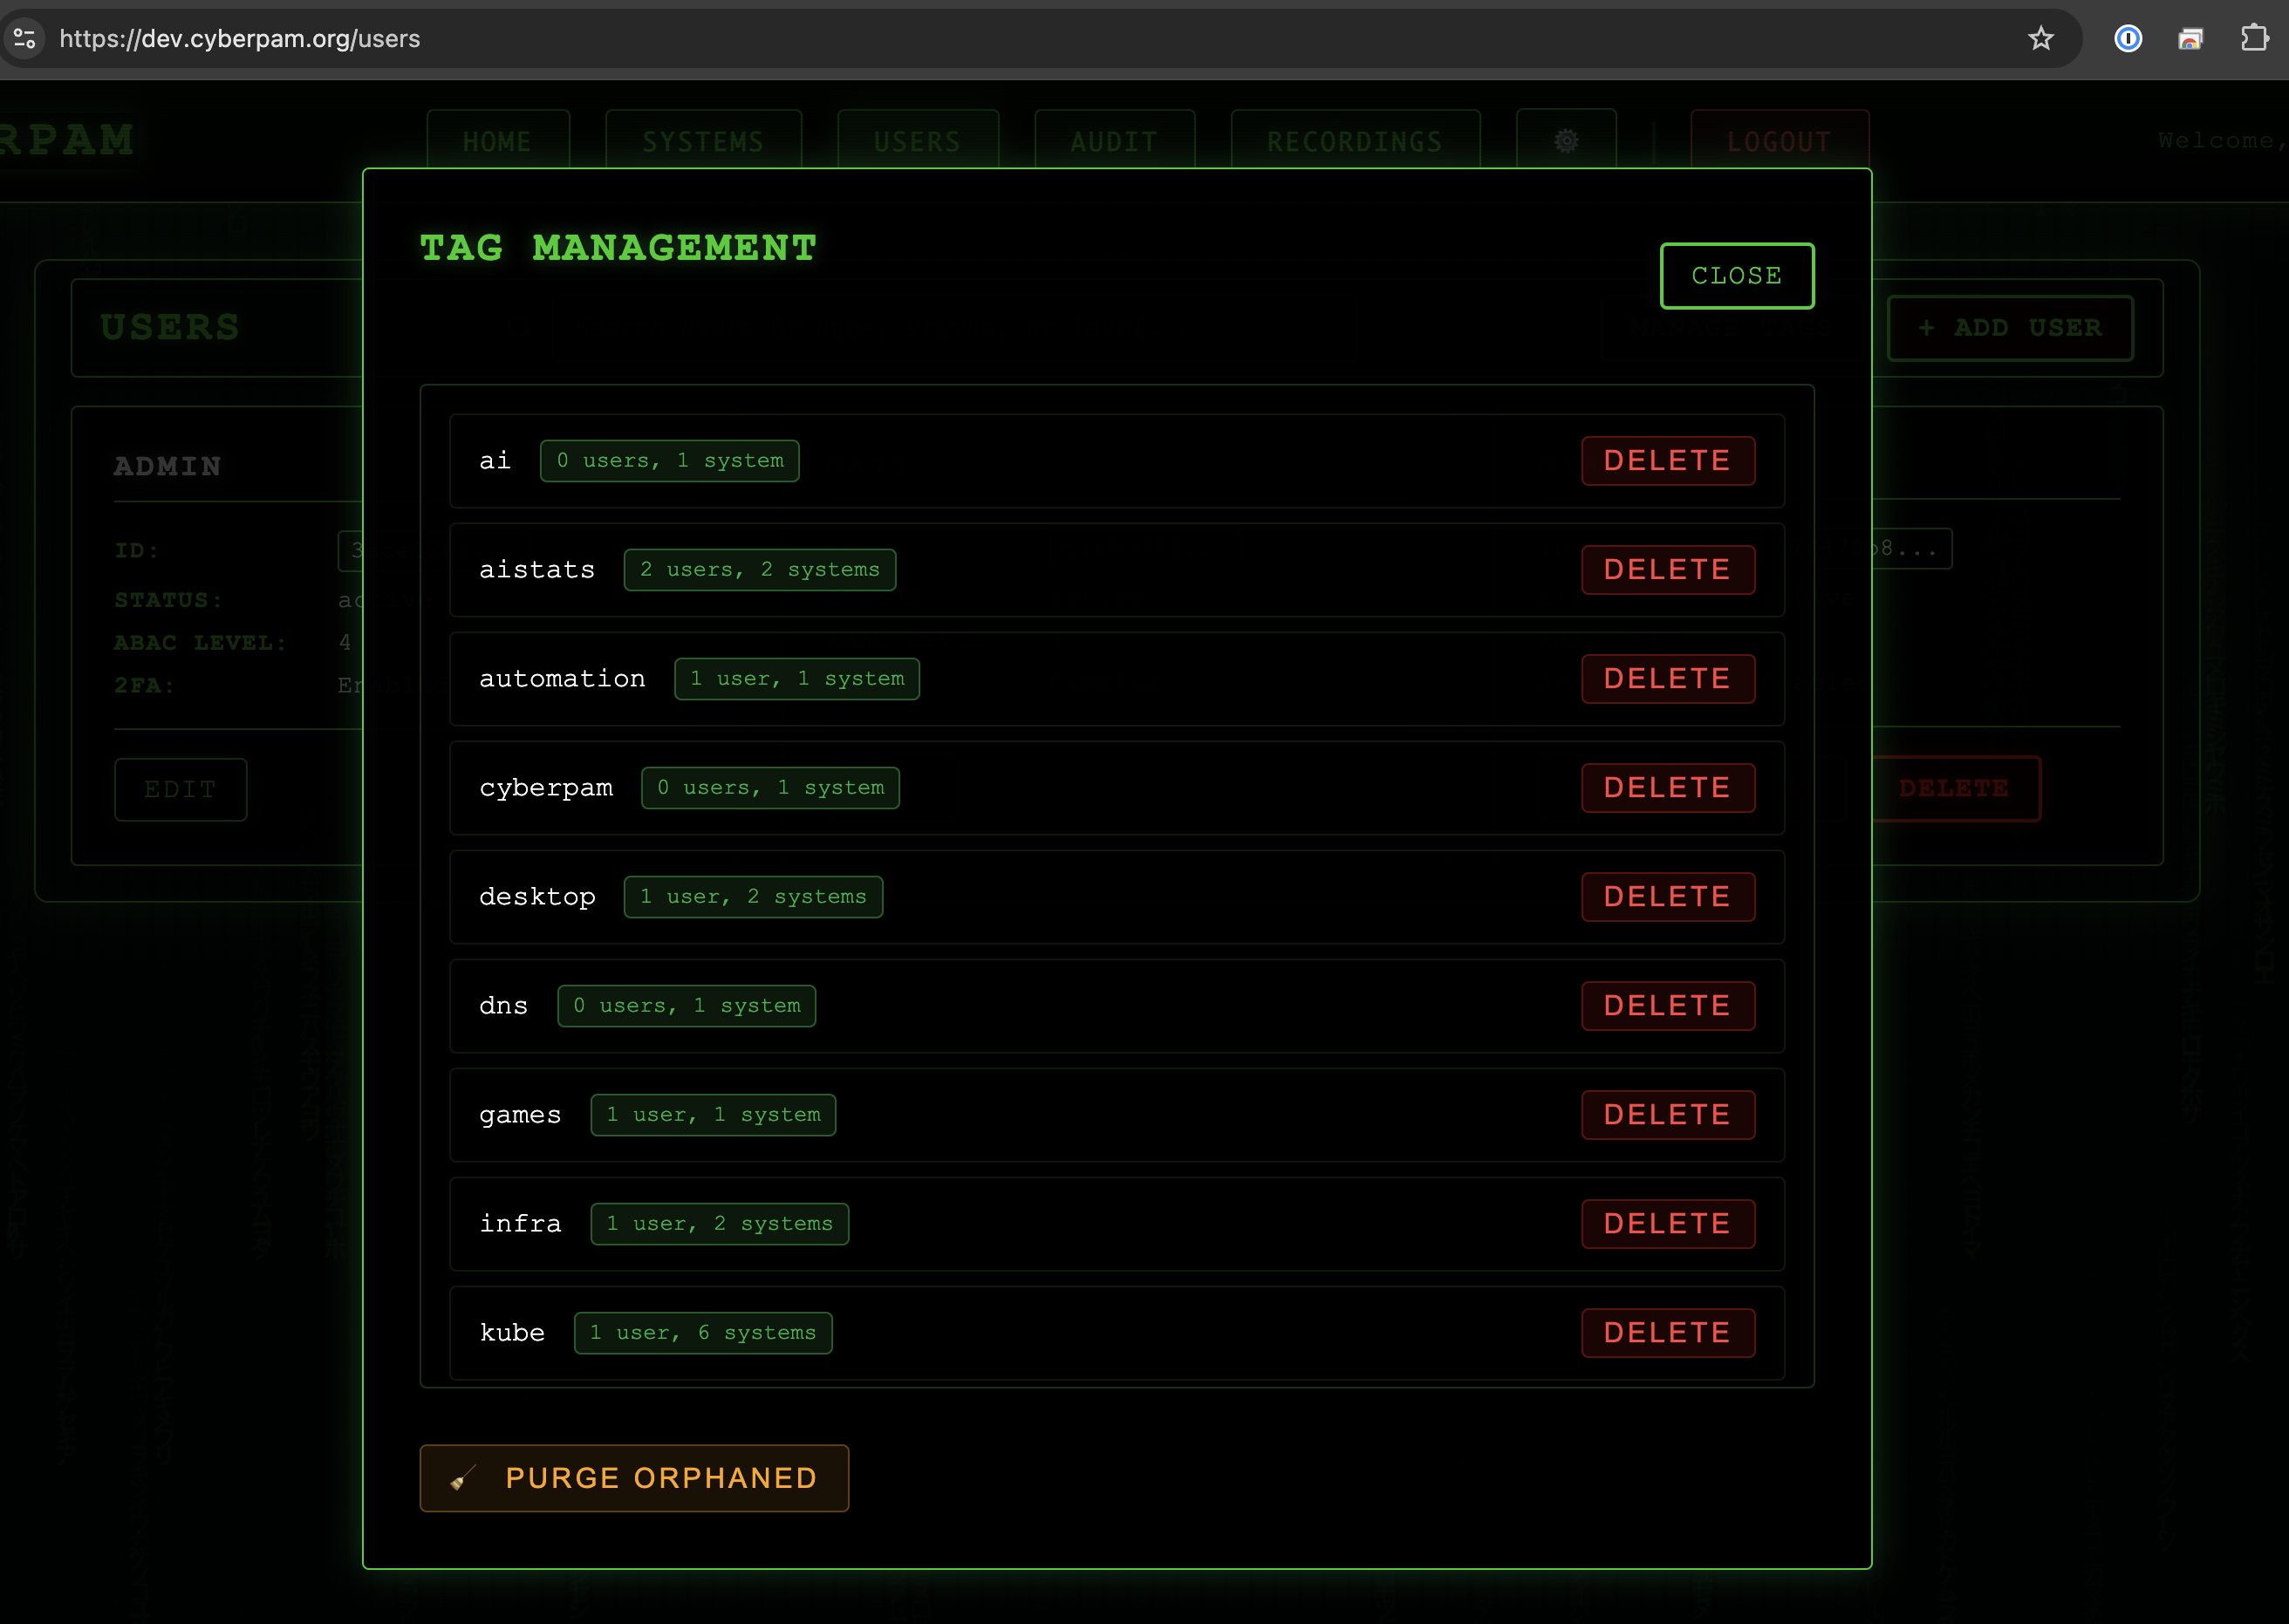 https://dev.cyberpam.org/users
RPAM
HOME
SYSTEMS
USERS
AUDIT
RECORDINGS
LOGOUT
Welcome,
TAG MANAGEMENT
CLOSE
USERS
+ ADD USER
ADMIN
ID:
STATUS:
ABAC LEVEL: 4
2FA:
EDIT
b8...
DELETE
ai 0 users, 1 system DELETE
aistats 2 users, 2 systems DELETE
automation 1 user, 1 system DELETE
cyberpam 0 users, 1 system DELETE
desktop 1 user, 2 systems DELETE
dns 0 users, 1 system DELETE
games 1 user, 1 system DELETE
infra 1 user, 2 systems DELETE
kube 1 user, 6 systems DELETE
PURGE ORPHANED